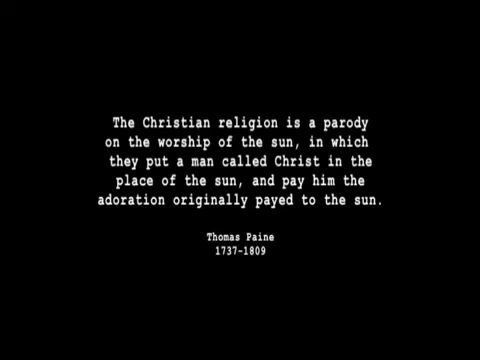 The Christian religion is a parody
on the worship of the sun, in which
they put a man called Christ in the
place of the sun, and pay him the
adoration originally payed to the sun.
Thomas Paine
1737-1809